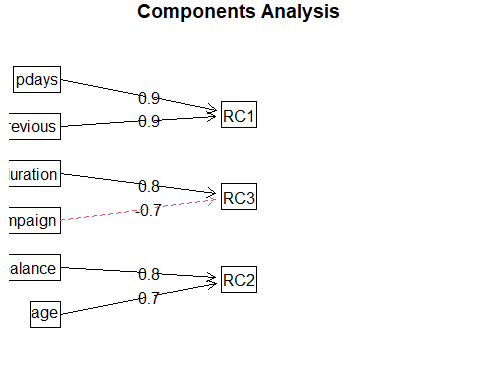 Components Analysis
pdays
0.9
RC1
revious
0.9
luration
0.8
RC3
mpaign
-0.7
alance
0.8
RC2
age
0.7